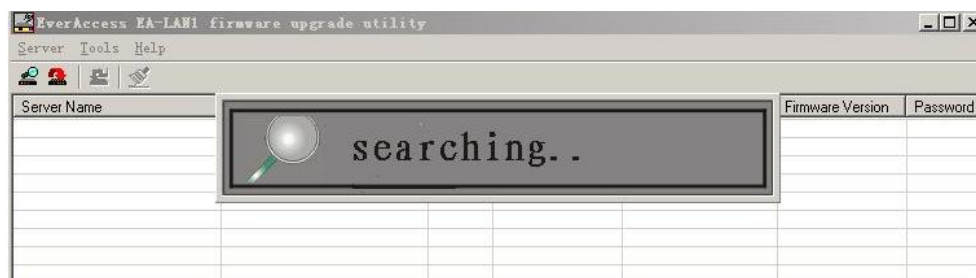 EverAccess EA-LAN1 firmware upgrade utility
Server Tools Help
Server Name Firmware Version Password
searching..